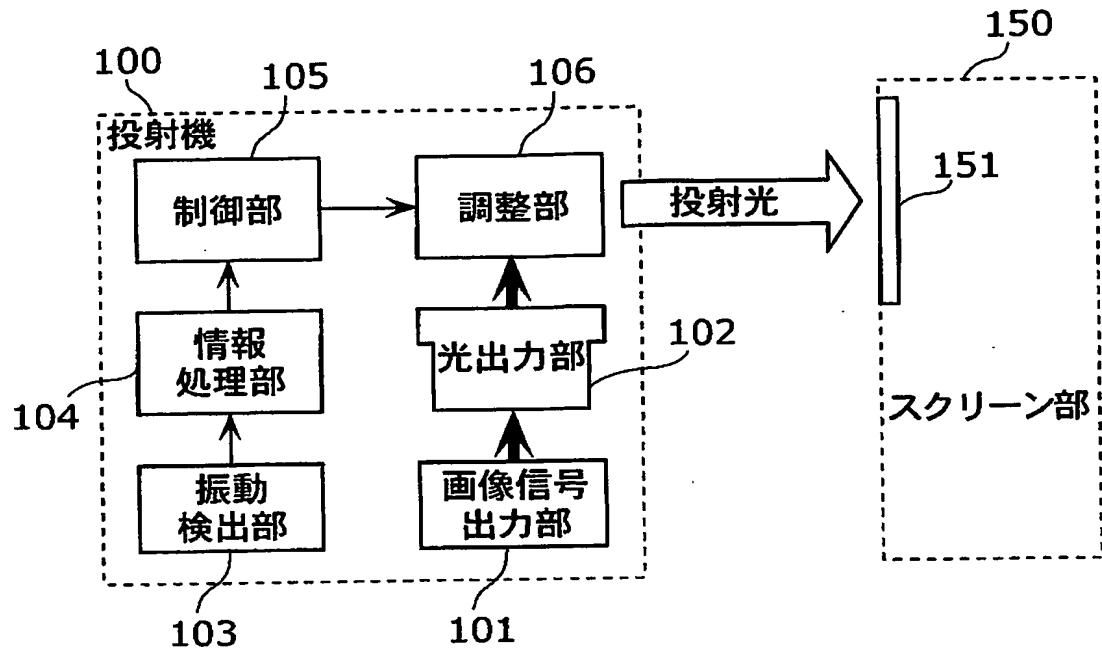 150
100
105
106
投射機
制御部
調整部
投射光
151
情報
処理部
光出力部
102
104
スクリーン部
振動
検出部
画像信号
出力部
103
101